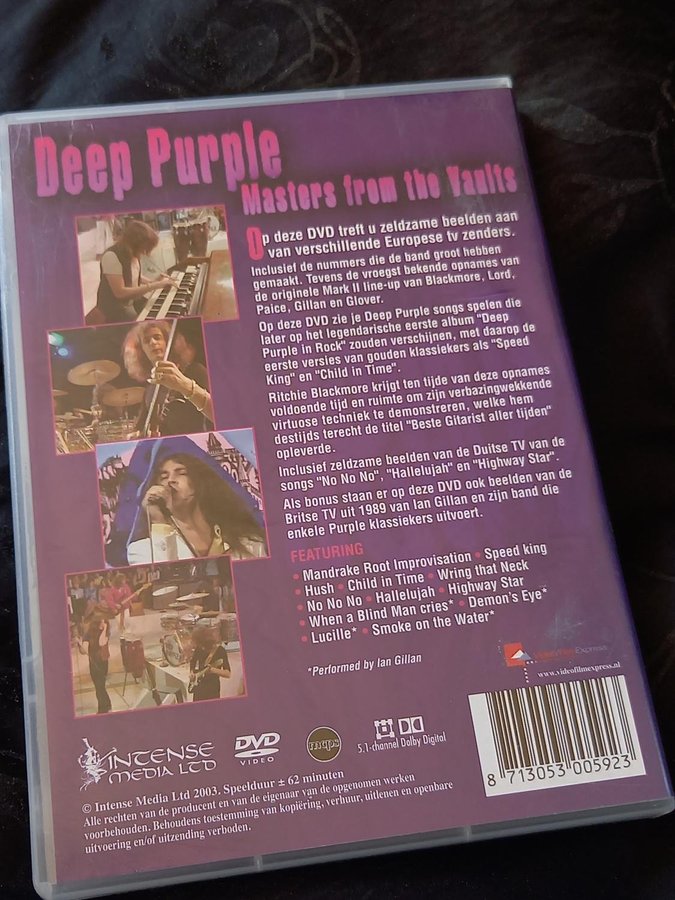 Deep Purple
Masters from the Vaults
Op deze DVD treft u zeldzame beelden aan
van verschillende Europese tv zenders.
Inclusief de nummers die de band groot hebben
gemaakt. Tevens de vroegst bekende opnames van
de originele Mark II line-up van Blackmore, Lord,
Paice, Gillan en Glover.
Op deze DVD zie je Deep Purple songs spelen die
later op het legendarische eerste album "Deep
Purple in Rock" zouden verschijnen, met daarop de
eerste versies van gouden klassiekers als "Speed
King" en "Child in Time".
Ritchie Blackmore krijgt ten tijde van deze opnames
voldoende tijd en ruimte om zijn verbazingwekkende
virtuose techniek te demonstreren, welke hem
destijds terecht de titel "Beste Gitarist aller tijden"
opleverde.
Inclusief zeldzame beelden van de Duitse TV van de
songs "No No No", "Hallelujah" en "Highway Star".
Als bonus staan er op deze DVD ook beelden van de
Britse TV uit 1989 van Ian Gillan en zijn band die
enkele Purple klassiekers uitvoert.
FEATURING
• Mandrake Root Improvisation • Speed king
• Hush • Child in Time • Wring that Neck
• No No No • Hallelujah • Highway Star
• When a Blind Man cries* • Demon's Eye*
• Lucille* • Smoke on the Water*
*Performed by Ian Gillan
VideoFilmExpress
www.videofilmexpress.nl
INTENSE
MEDIA LTD
DVD
VIDEO
mcps
5.1-channel Dolby Digital
8 713053 005923
© Intense Media Ltd 2003. Speelduur ± 62 minuten
Alle rechten van de producent en van de eigenaar van de opgenomen werken
voorbehouden. Behoudens toestemming van kopiëring, verhuur, uitlenen en openbare
uitvoering en/of uitzending verboden.